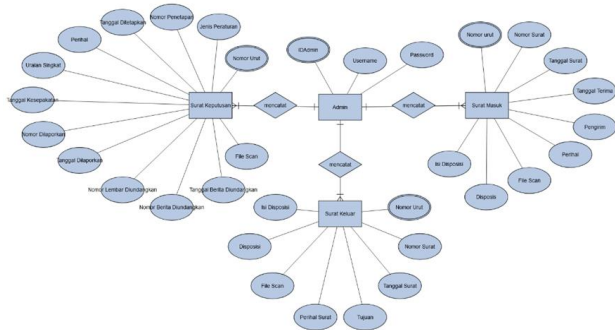 Tanggal Ditetapkan
Nomor Penetapan
Jenis Peraturan
Perihal
Nomor Urut
Uraian Singkat
Tanggal Kesepakatan
Nomor Dilaporkan
Tanggal Dilaporkan
Nomor Lembar Diundangkan
Nomor Berita Diundangkan
Tanggal Berita Diundangkan
File Scan
Surat Keputusan
mencatat
IDAdmin
Username
Password
Admin
mencatat
Surat Masuk
Nomor urut
Nomor Surat
Tanggal Surat
Tanggal Terima
Pengirim
Perihal
File Scan
Disposis
Isi Disposisi
mencatat
Surat Keluar
Isi Disposisi
Nomor Urut
Disposisi
Nomor Surat
File Scan
Tanggal Surat
Perihal Surat
Tujuan